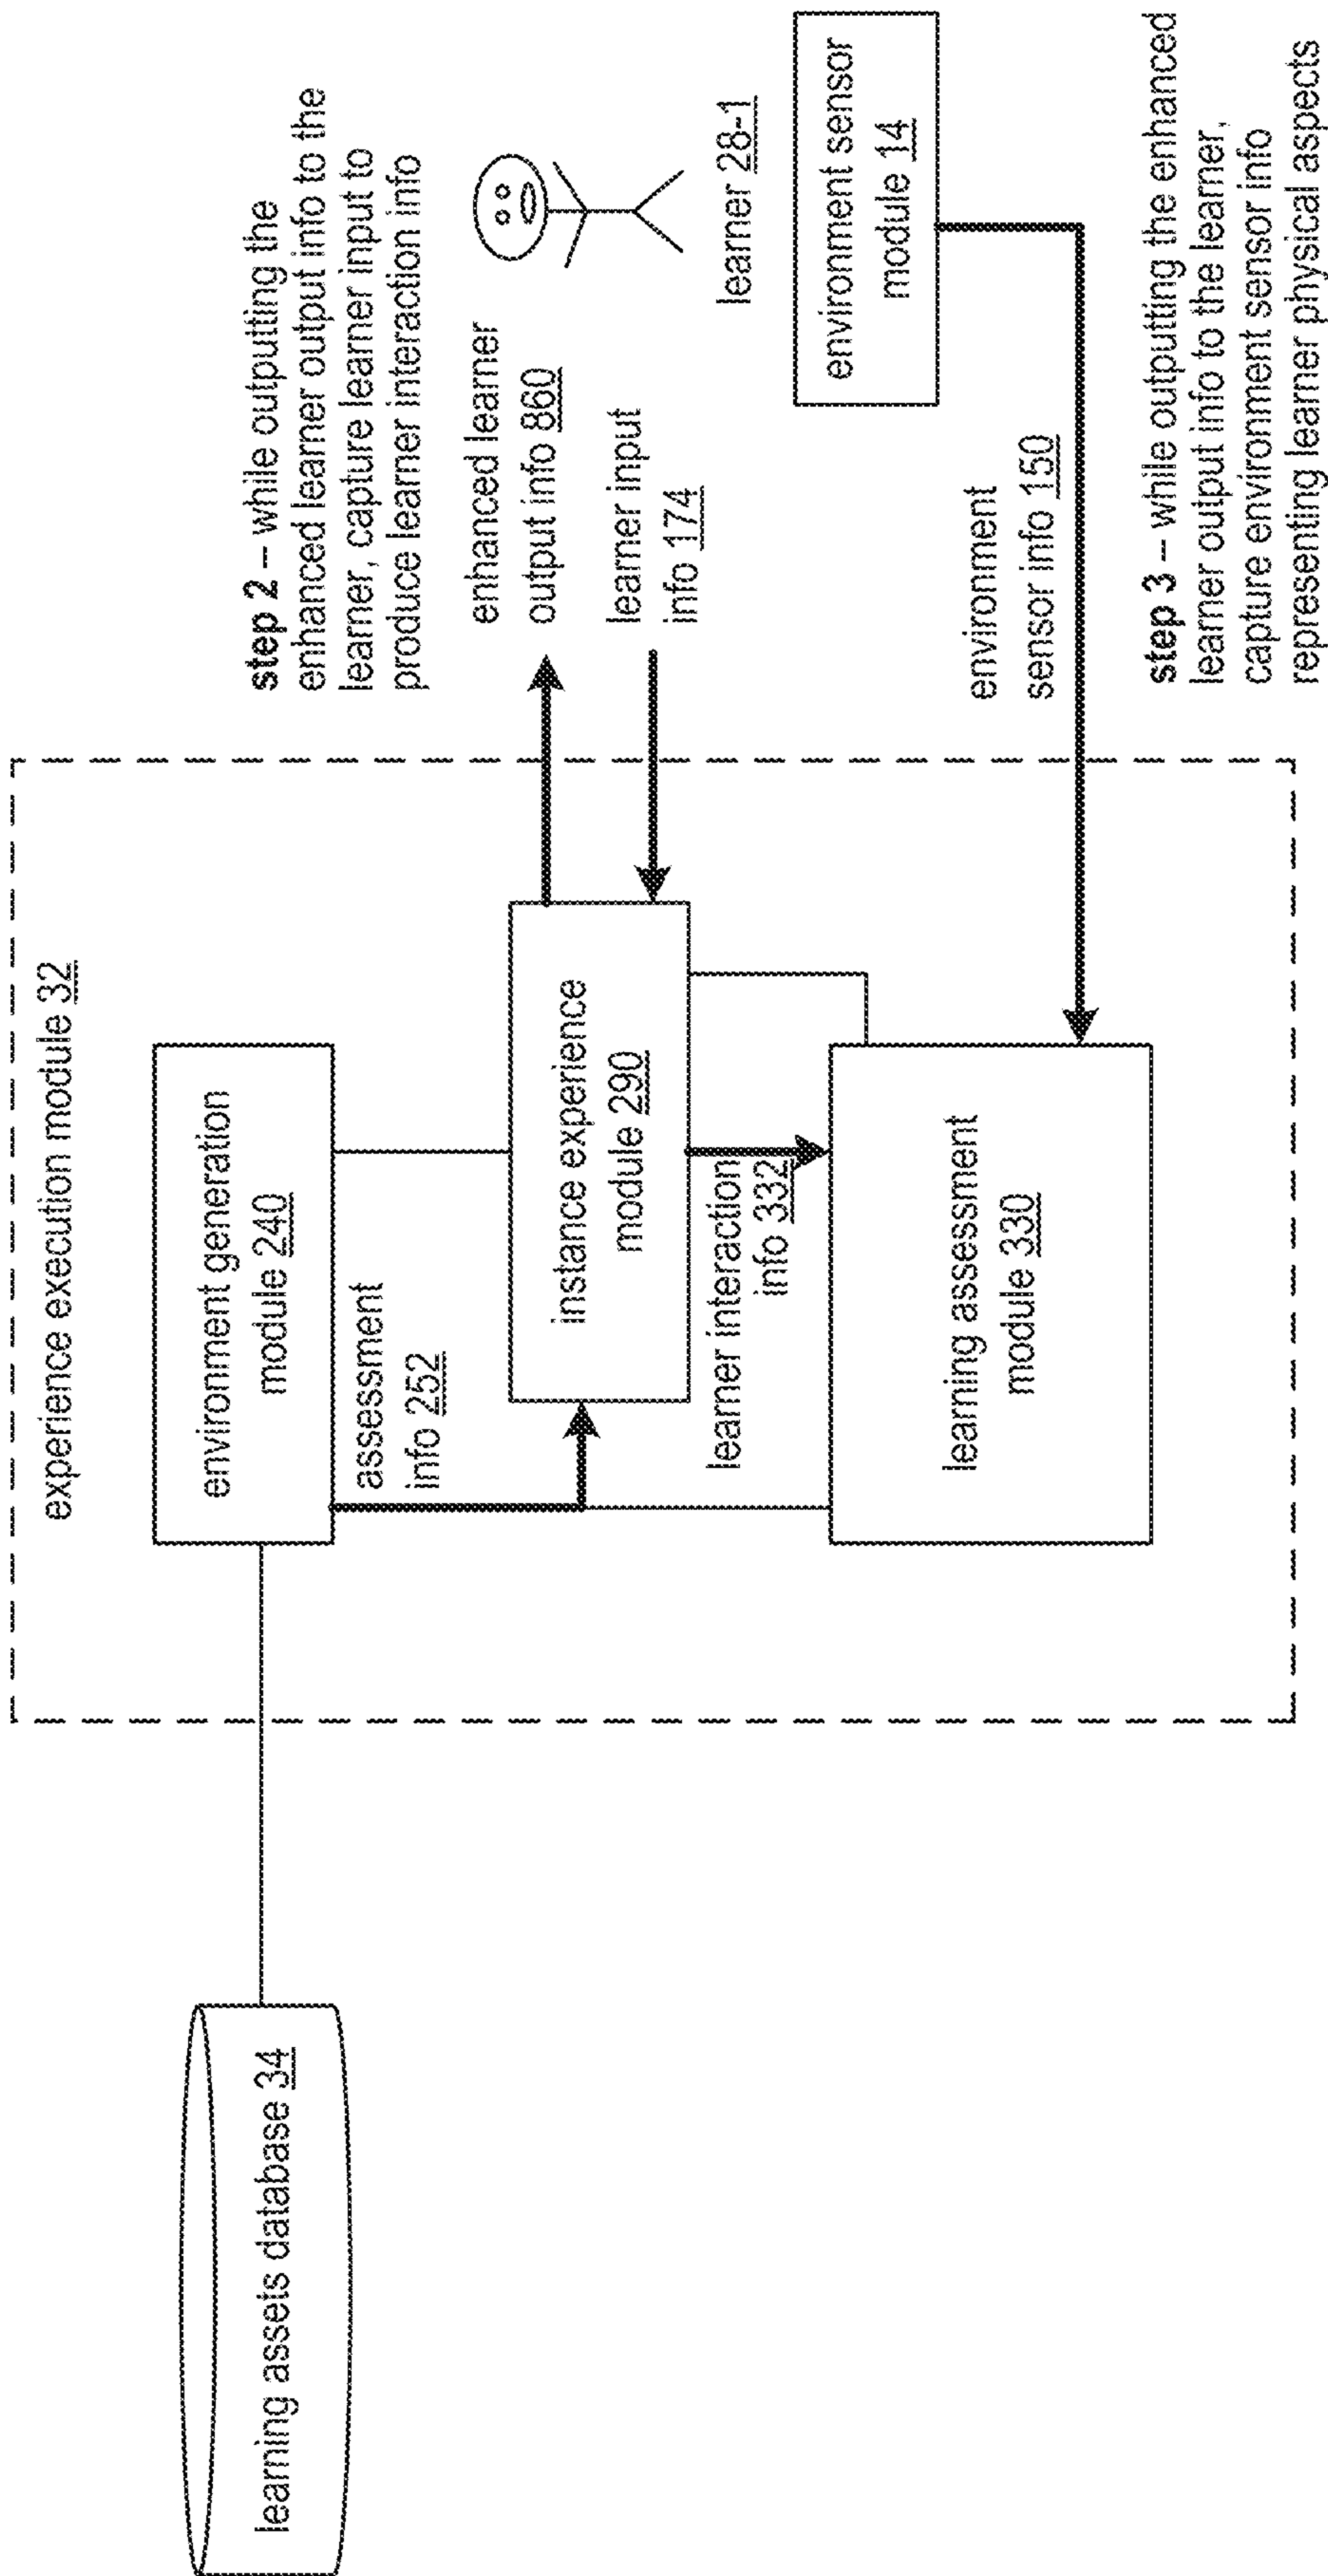 learning assets database 34
experience execution module 32
environment generation
module 240
assessment
info 252
instance experience
module 290
learner interaction
info 332
learning assessment
module 330
step 2 – while outputting the
enhanced learner output info to the
learner, capture learner input to
produce learner interaction info
enhanced learner
output info 860
learner input
info 174
learner 28-1
environment sensor
module 14
environment
sensor info 150
step 3 – while outputting the enhanced
learner output info to the learner,
capture environment sensor info
representing learner physical aspects